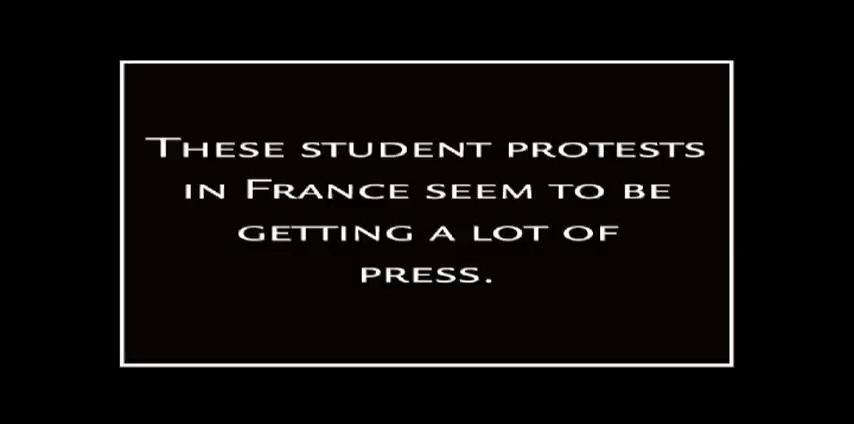 These student protests
in France seem to be
getting a lot of
press.